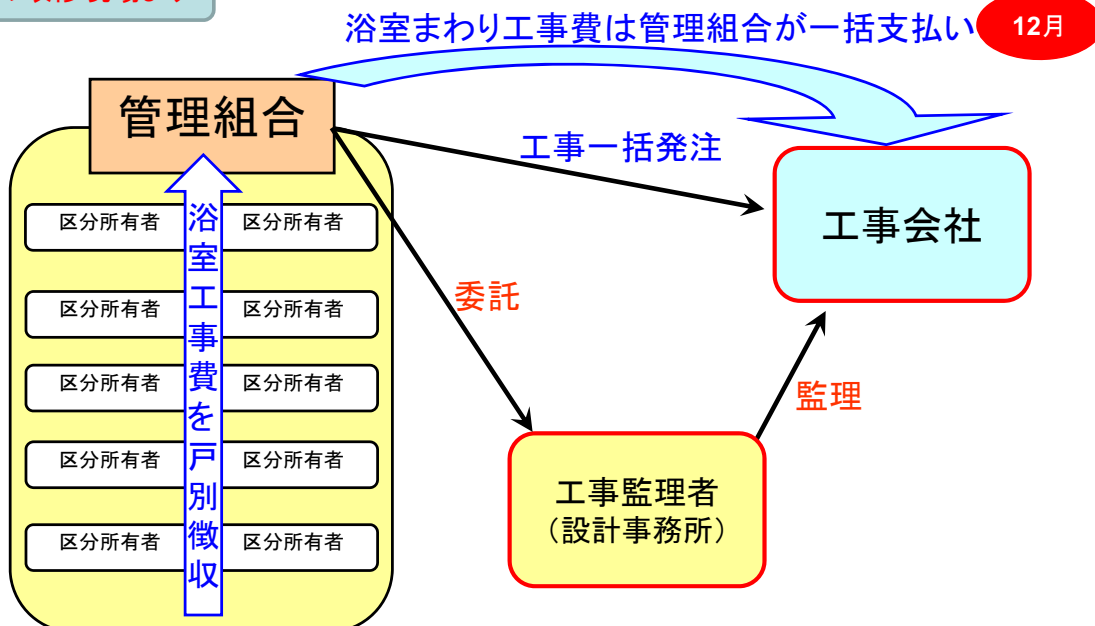 浴室まわり工事費は管理組合が一括支払い
12月
管理組合
工事一括発注
工事会社
区分所有者 区分所有者
区分所有者 区分所有者
区分所有者 区分所有者
区分所有者 区分所有者
区分所有者 区分所有者
浴室工事費を戸別徴収
委託
監理
工事監理者
（設計事務所）